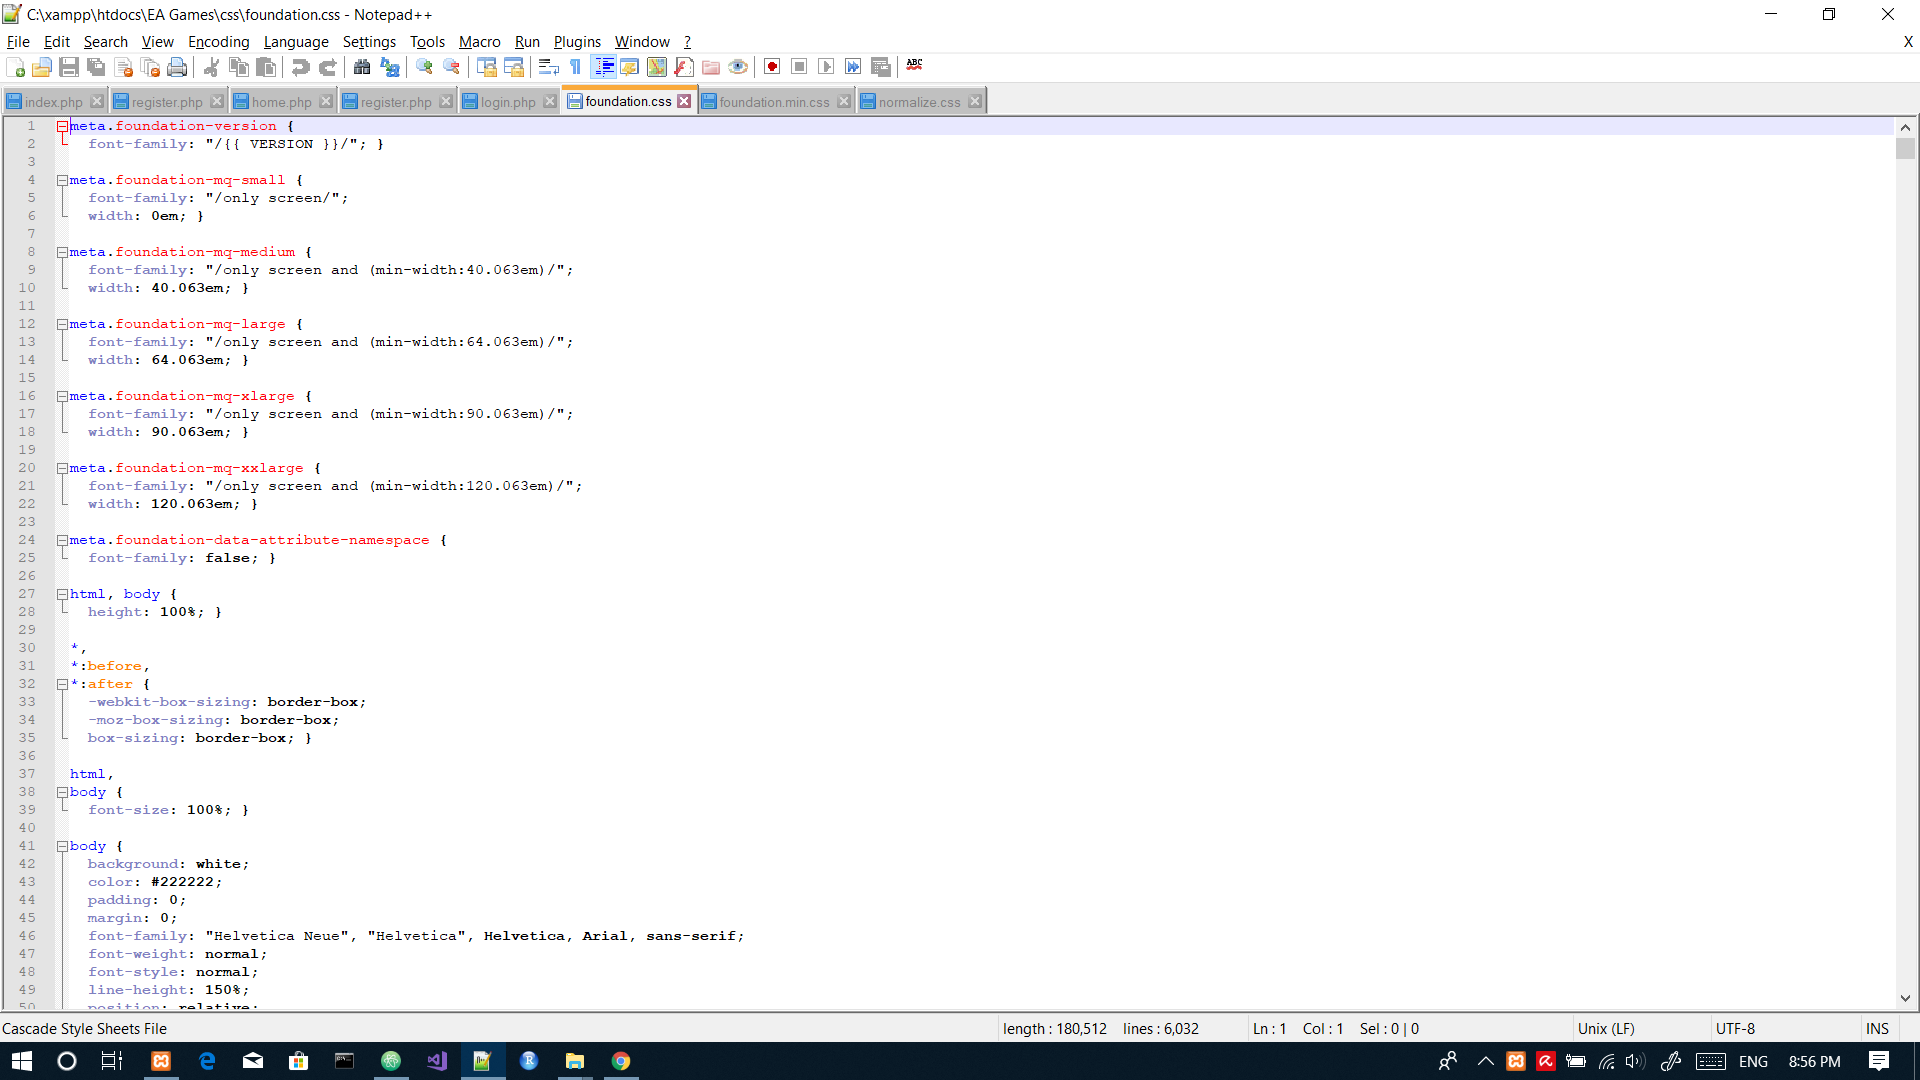 C:\xampp\htdocs\EA Games\css\foundation.css - Notepad++
File Edit Search View Encoding Language Settings Tools Macro Run Plugins Window ? X
ABC
index.php register.php home.php register.php login.php foundation.css foundation.min.css normalize.css
1 meta.foundation-version {
2 font-family: "/{{ VERSION }}/"; }
3
4 meta.foundation-mq-small {
5 font-family: "/only screen/";
6 width: 0em; }
7
8 meta.foundation-mq-medium {
9 font-family: "/only screen and (min-width:40.063em)/";
10 width: 40.063em; }
11
12 meta.foundation-mq-large {
13 font-family: "/only screen and (min-width:64.063em)/";
14 width: 64.063em; }
15
16 meta.foundation-mq-xlarge {
17 font-family: "/only screen and (min-width:90.063em)/";
18 width: 90.063em; }
19
20 meta.foundation-mq-xxlarge {
21 font-family: "/only screen and (min-width:120.063em)/";
22 width: 120.063em; }
23
24 meta.foundation-data-attribute-namespace {
25 font-family: false; }
26
27 html, body {
28 height: 100%; }
29
30 *,
31 *:before,
32 *:after {
33 -webkit-box-sizing: border-box;
34 -moz-box-sizing: border-box;
35 box-sizing: border-box; }
36
37 html,
38 body {
39 font-size: 100%; }
40
41 body {
42 background: white;
43 color: #222222;
44 padding: 0;
45 margin: 0;
46 font-family: "Helvetica Neue", "Helvetica", Helvetica, Arial, sans-serif;
47 font-weight: normal;
48 font-style: normal;
49 line-height: 150%;
50 position: relative;
Cascade Style Sheets File length : 180,512 lines : 6,032 Ln : 1 Col : 1 Sel : 0 | 0 Unix (LF) UTF-8 INS
ENG 8:56 PM